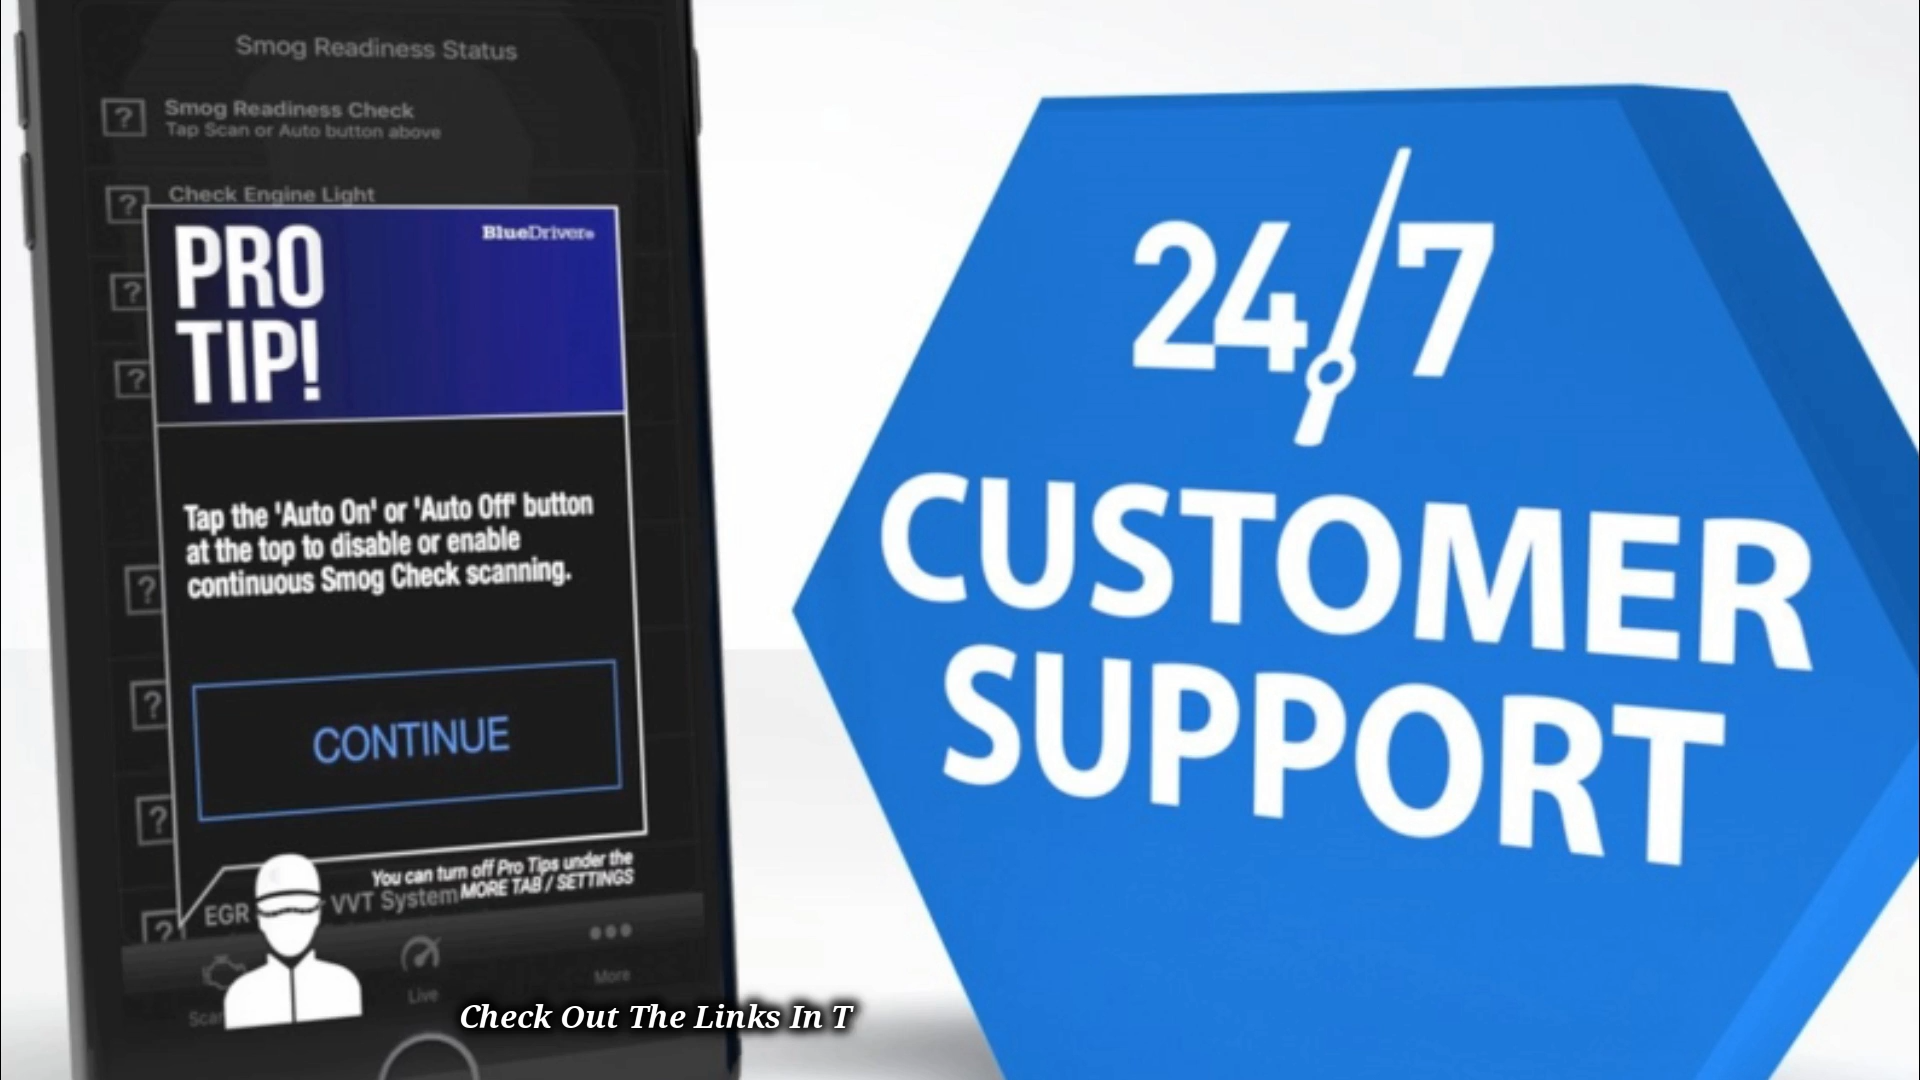 Smog Readiness Status
Smog Readiness Check
Tap Scan or Auto button above
Check Engine Light
PRO
TIP!
BlueDriver®
Tap the 'Auto On' or 'Auto Off' button
at the top to disable or enable
continuous Smog Check scanning.
CONTINUE
You can turn off Pro Tips under the
MORE TAB / SETTINGS
EGR VVT System
Live
More
24/7
CUSTOMER
SUPPORT
Check Out The Links In T